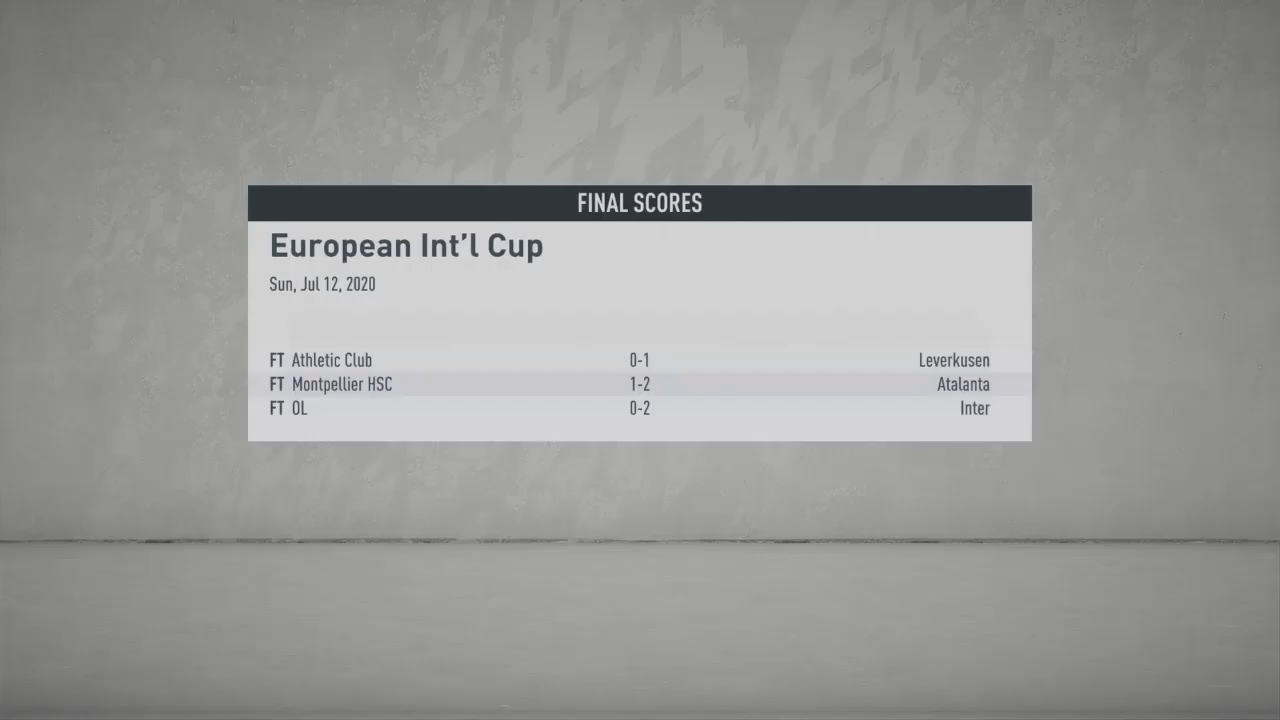 FINAL SCORES
European Int'l Cup
Sun, Jul 12, 2020
FT Athletic Club 0-1 Leverkusen
FT Montpellier HSC 1-2 Atalanta
FT OL 0-2 Inter